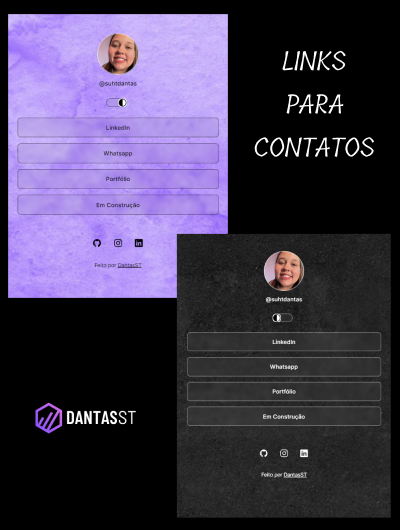 @suhtdantas
LinkedIn
Whatsapp
Portfólio
Em Construção
Feito por DantasST
LINKS
PARA
CONTATOS
@suhtdantas
LinkedIn
Whatsapp
Portfólio
Em Construção
Feito por DantasST
DANTASST